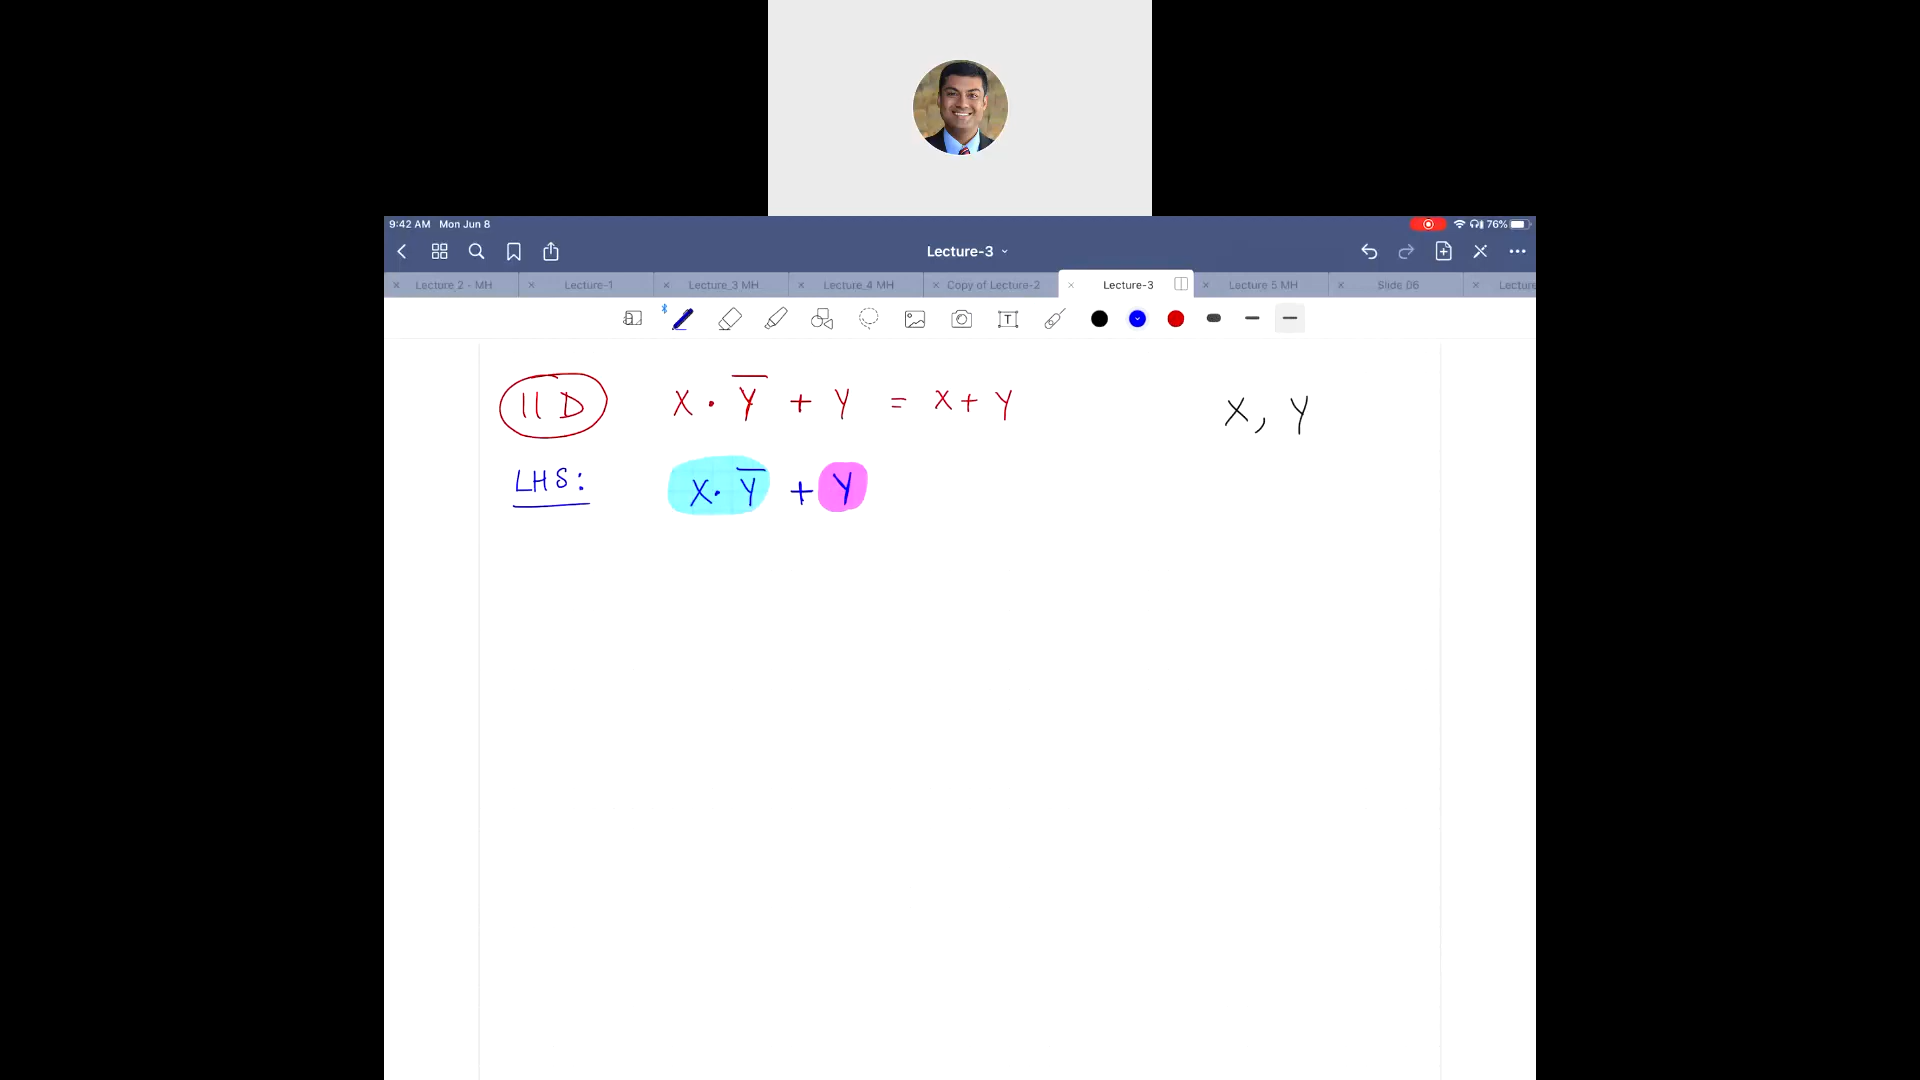 9:42 AM Mon Jun 8 76%
Lecture-3
Lecture 2 - MH Lecture-1 Lecture_3 MH Lecture_4 MH Copy of Lecture-2 Lecture-3 Lecture 5 MH Slide 06 Lecture
T
11 D X · Y̅ + Y = X + Y X, Y
LHS: X · Y̅ + Y